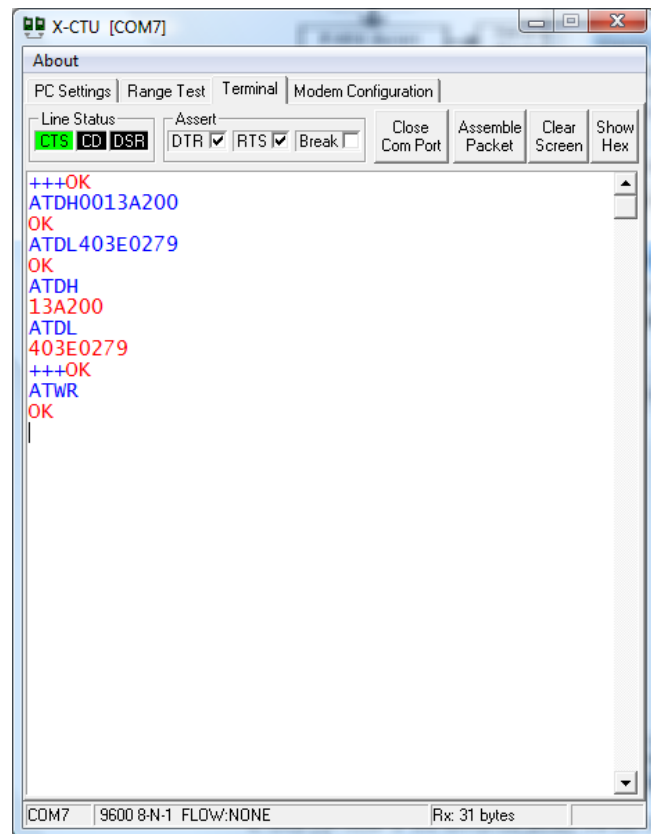 X-CTU [COM7]
About
PC Settings Range Test Terminal Modem Configuration
Line Status Assert
CTS CD DSR DTR RTS Break Close Com Port Assemble Packet Clear Screen Show Hex
+++OK
ATDH0013A200
OK
ATDL403E0279
OK
ATDH
13A200
ATDL
403E0279
+++OK
ATWR
OK
COM7 9600 8-N-1 FLOW:NONE Rx: 31 bytes